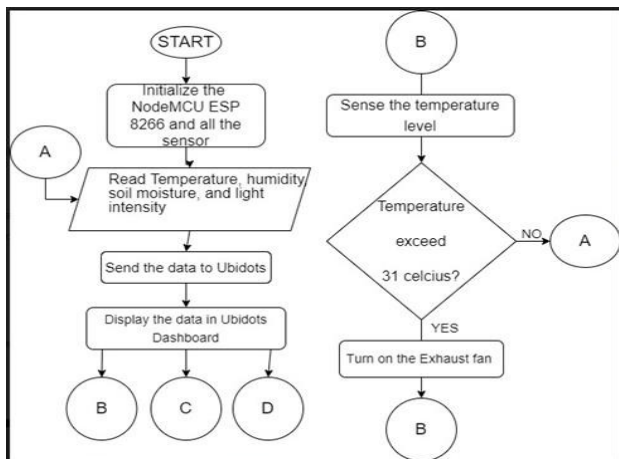 START
Initialize the
NodeMCU ESP
8266 and all the
sensor
A
Read Temperature, humidity,
soil moisture, and light
intensity
Send the data to Ubidots
Display the data in Ubidots
Dashboard
B
C
D
B
Sense the temperature
level
Temperature
exceed
31 celcius?
NO
A
YES
Turn on the Exhaust fan
B